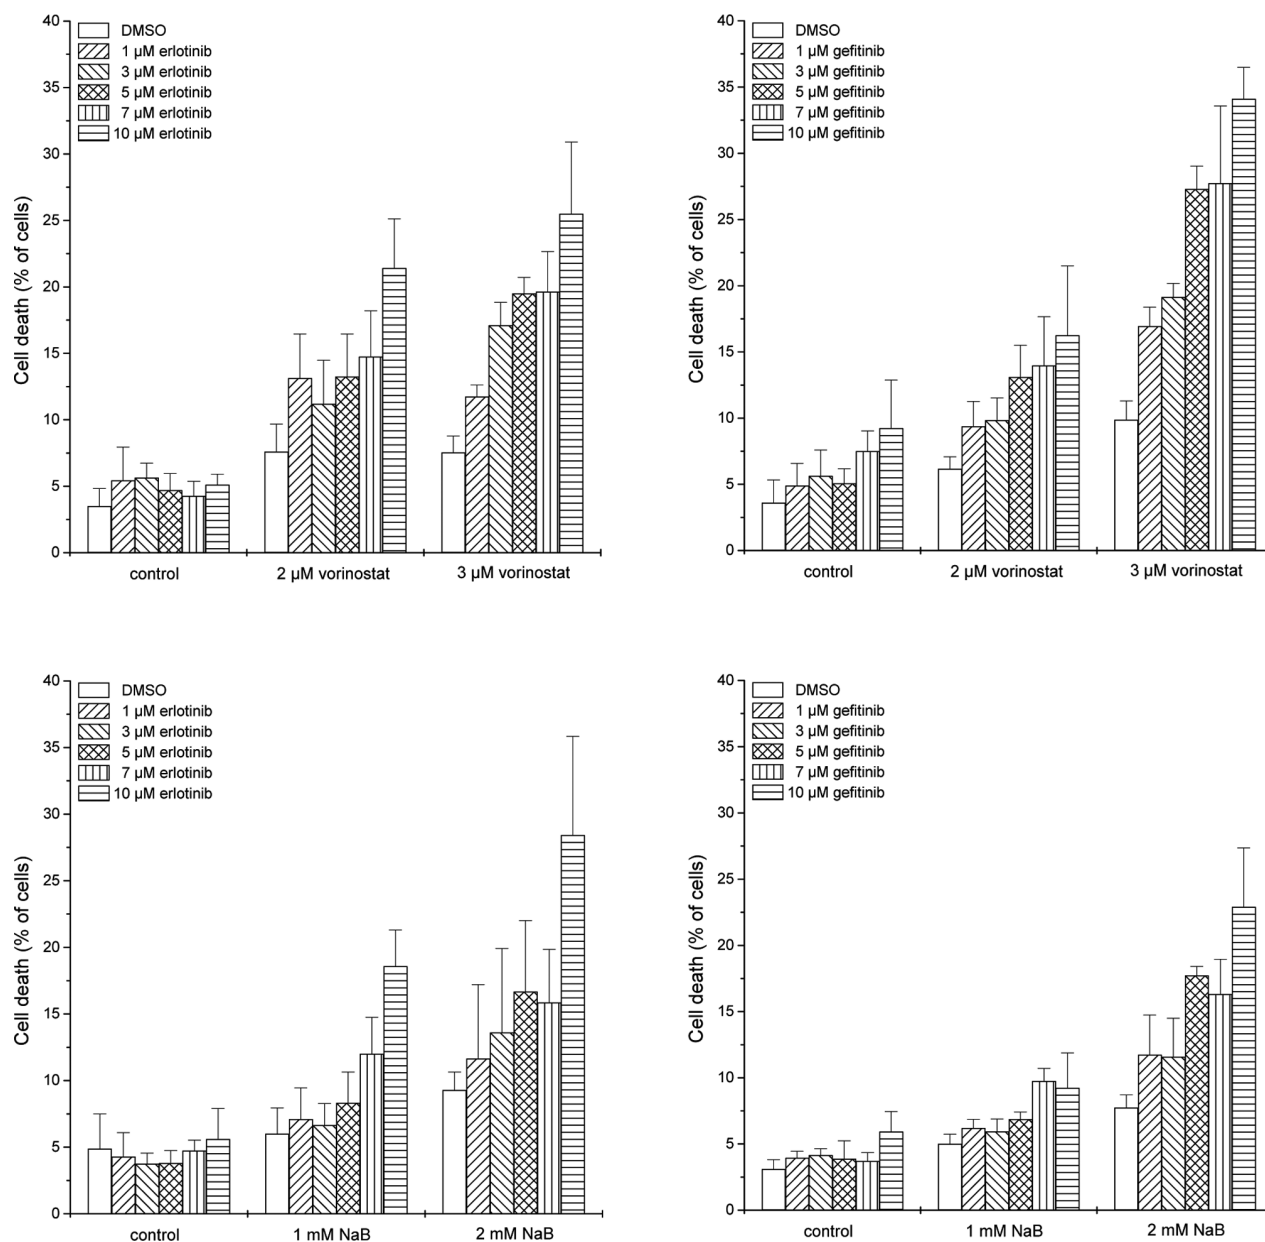 40
35
30
25
20
15
10
5
0
Cell death (% of cells)
DMSO
1 µM erlotinib
3 µM erlotinib
5 µM erlotinib
7 µM erlotinib
10 µM erlotinib
control
2 µM vorinostat
3 µM vorinostat
40
35
30
25
20
15
10
5
0
Cell death (% of cells)
DMSO
1 µM gefitinib
3 µM gefitinib
5 µM gefitinib
7 µM gefitinib
10 µM gefitinib
control
2 µM vorinostat
3 µM vorinostat
40
35
30
25
20
15
10
5
0
Cell death (% of cells)
DMSO
1 µM erlotinib
3 µM erlotinib
5 µM erlotinib
7 µM erlotinib
10 µM erlotinib
control
1 mM NaB
2 mM NaB
40
35
30
25
20
15
10
5
0
Cell death (% of cells)
DMSO
1 µM gefitinib
3 µM gefitinib
5 µM gefitinib
7 µM gefitinib
10 µM gefitinib
control
1 mM NaB
2 mM NaB